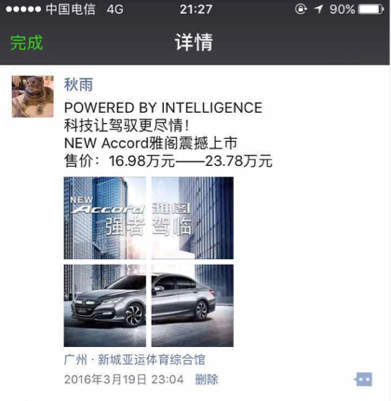 中国电信 4G 21:27 90%
完成 详情
秋雨
POWERED BY INTELLIGENCE
科技让驾驭更尽情!
NEW Accord雅阁震撼上市
售价：16.98万元——23.78万元
NEW
Accord 雅阁
强者 驾临
广州·新城亚运体育综合馆
2016年3月19日 23:04 删除